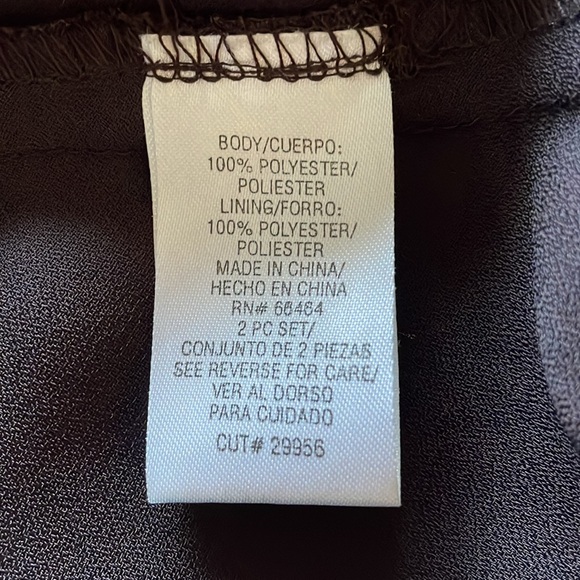 BODY/CUERPO:
100% POLYESTER/
POLIESTER
LINING/FORRO:
100% POLYESTER/
POLIESTER
MADE IN CHINA/
HECHO EN CHINA
RN# 66464
2 PC SET/
CONJUNTO DE 2 PIEZAS
SEE REVERSE FOR CARE/
VER AL DORSO
PARA CUIDADO
CUT# 29956